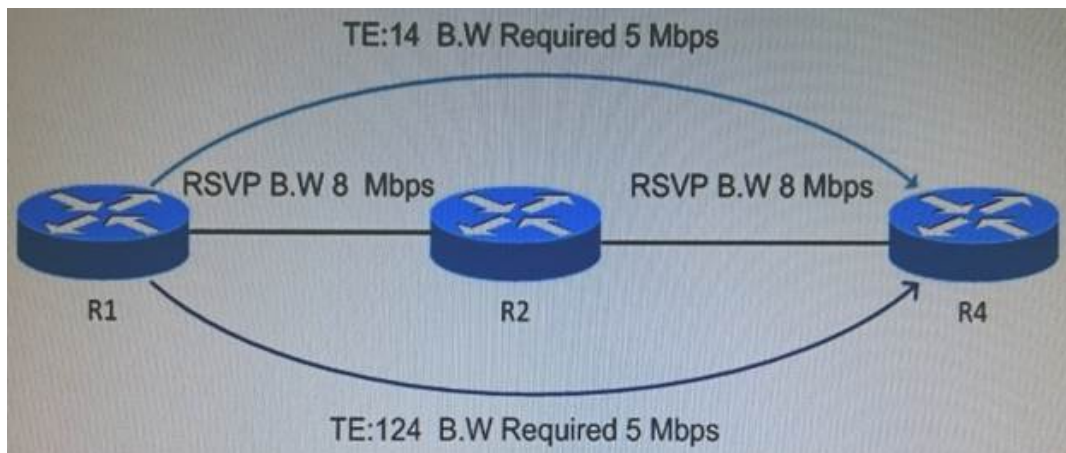 TE:14 B.W Required 5 Mbps
RSVP B.W 8 Mbps
RSVP B.W 8 Mbps
R1
R2
R4
TE:124 B.W Required 5 Mbps